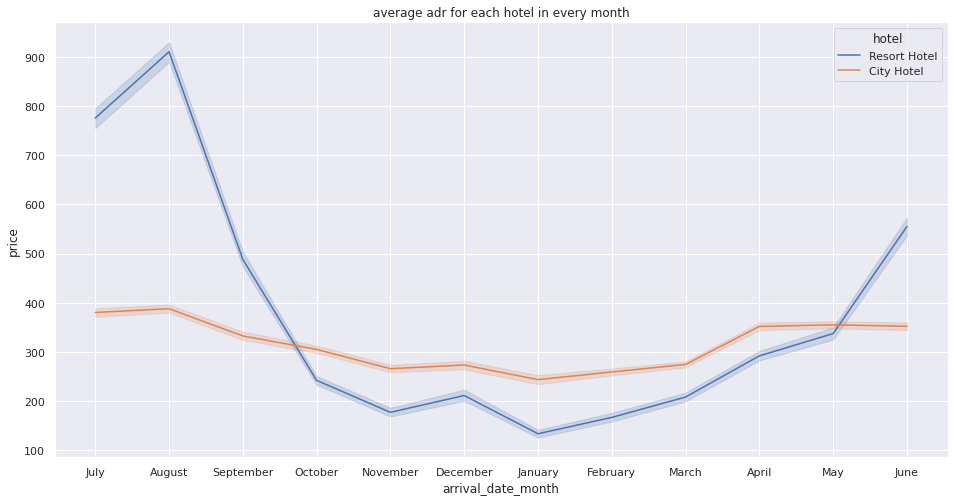 average adr for each hotel in every month
hotel
Resort Hotel
City Hotel
price
900
800
700
600
500
400
300
200
100
July August September October November December January February March April May June
arrival_date_month